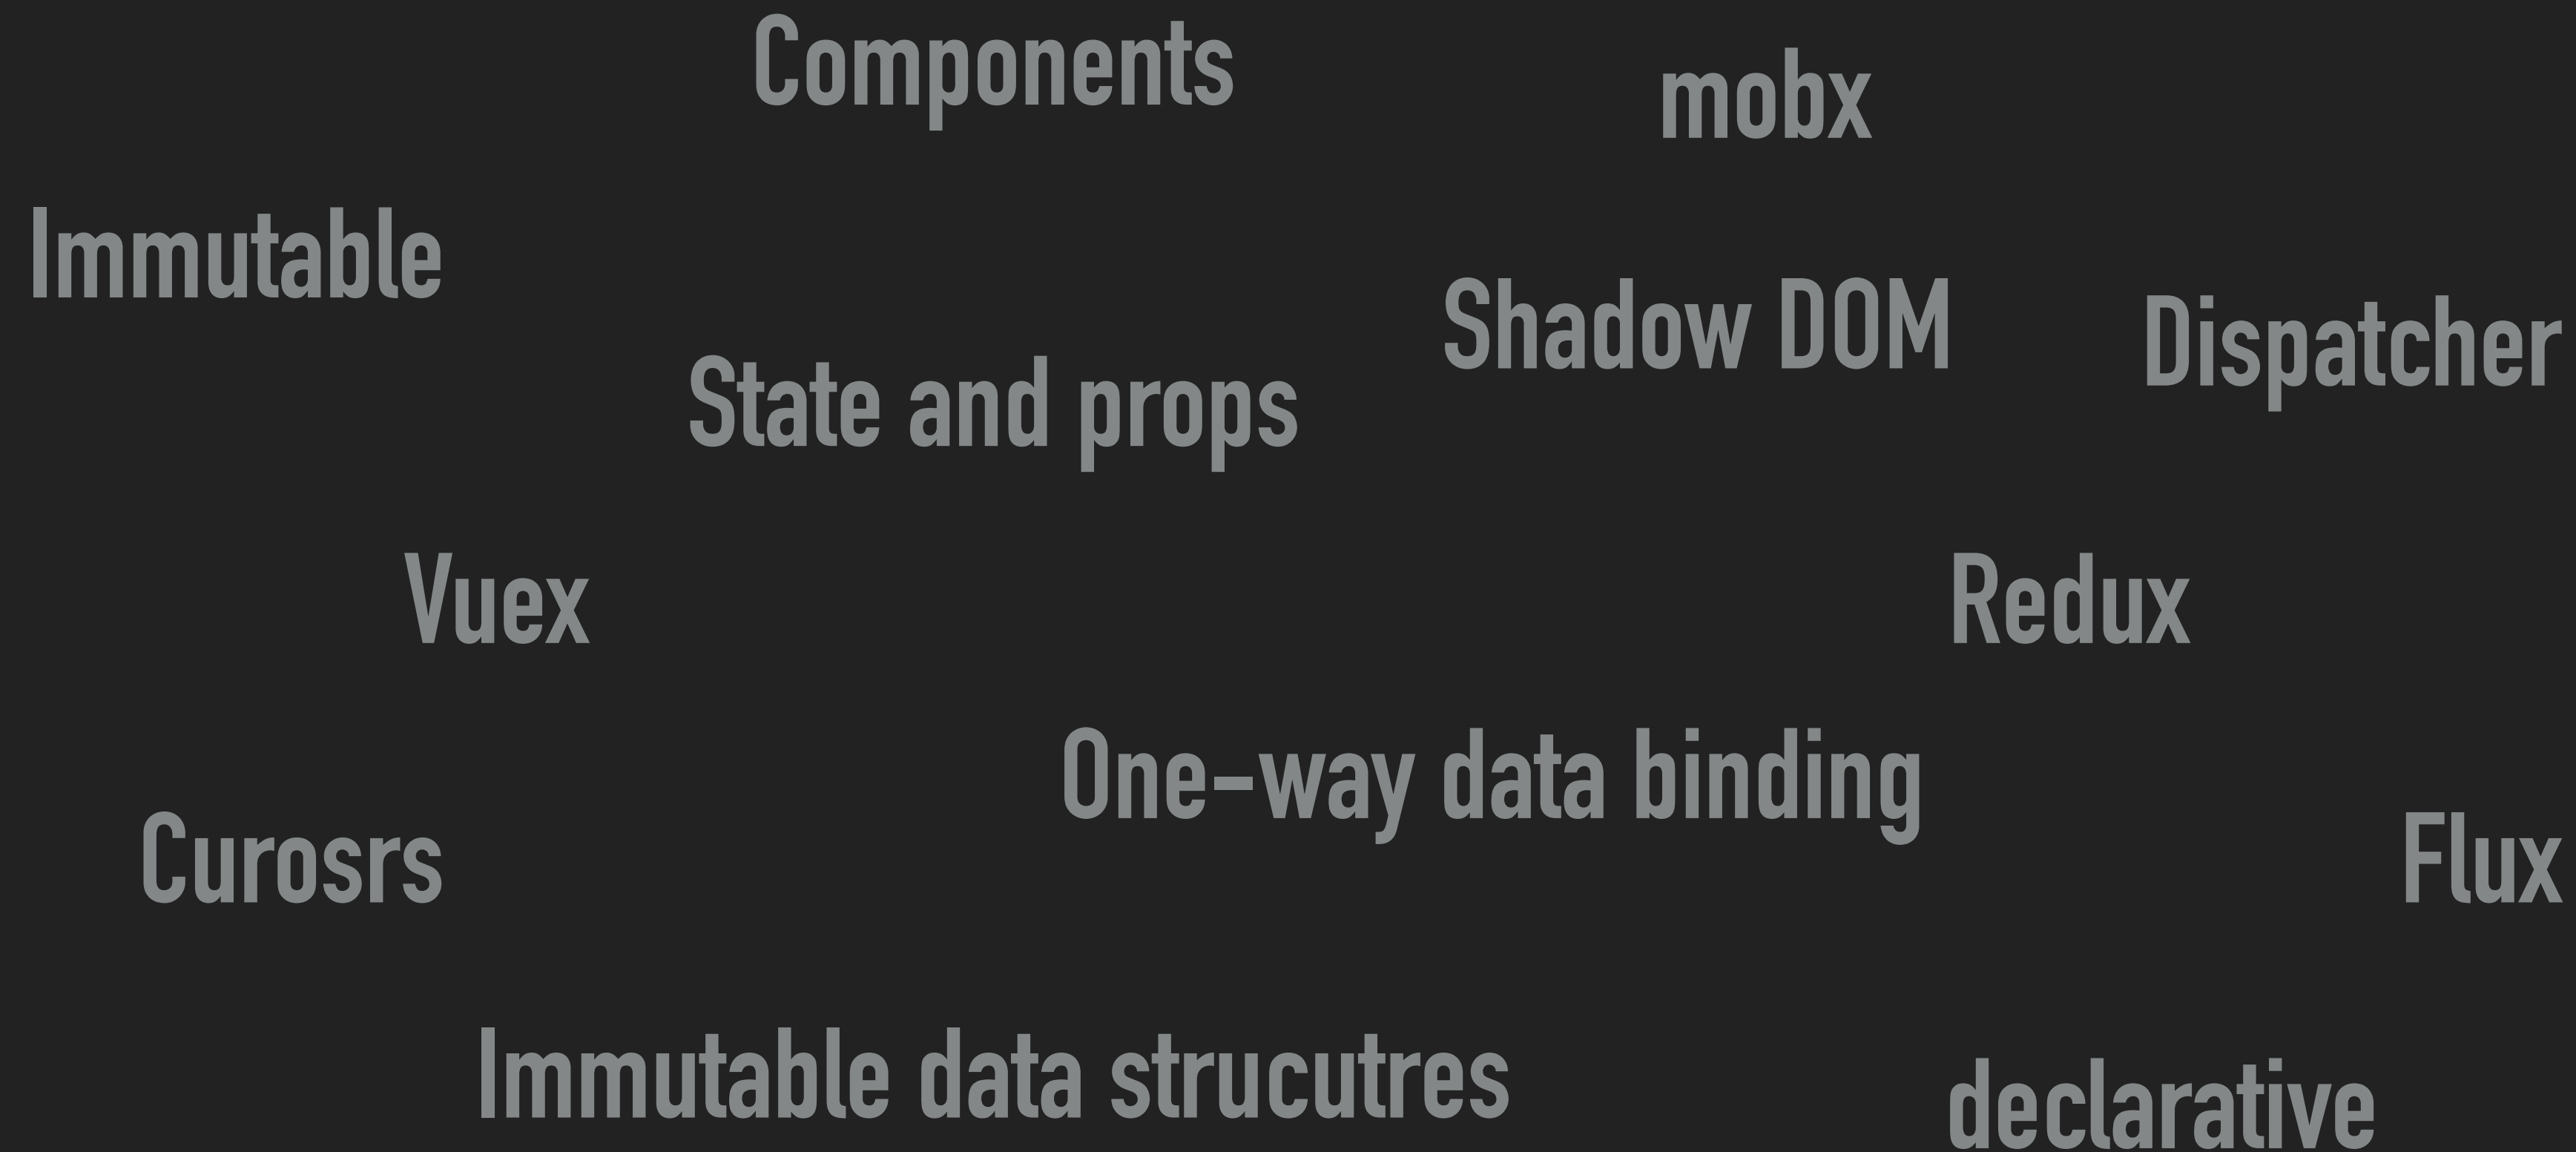 Components
mobx
Immutable
Shadow DOM
Dispatcher
State and props
Vuex
Redux
One-way data binding
Curosrs
Flux
Immutable data strucutres
declarative